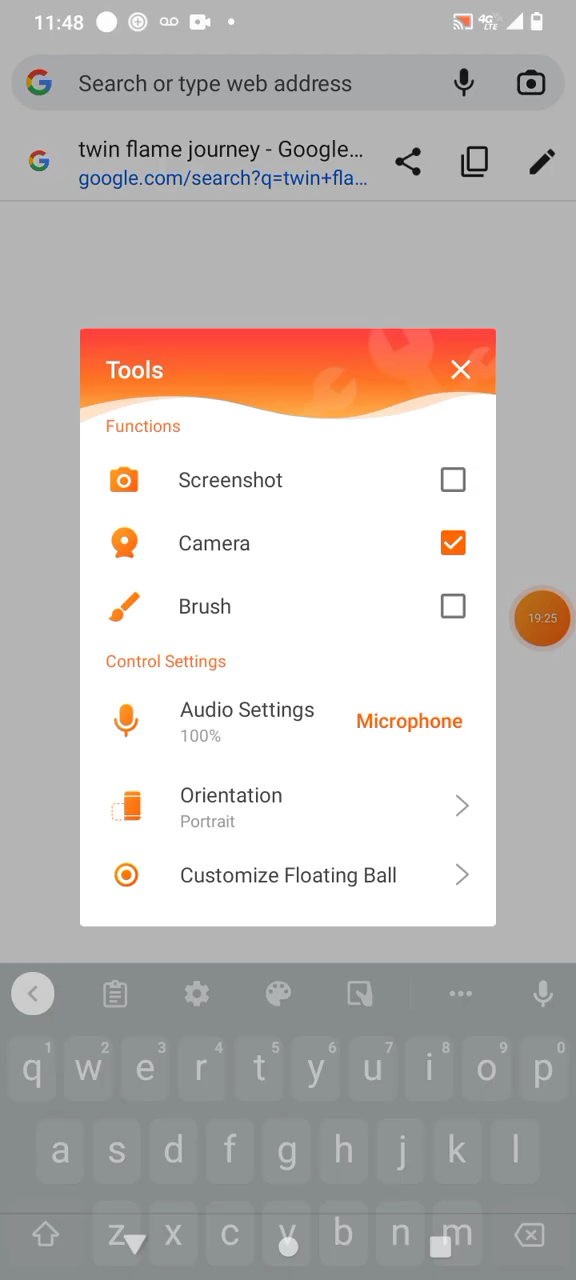 11:48 4G LTE
Search or type web address
twin flame journey - Google...
google.com/search?q=twin+fla...
Tools
Functions
Screenshot
Camera
Brush
19:25
Control Settings
Audio Settings
Microphone
100%
Orientation
Portrait
Customize Floating Ball
1 2 3 4 5 6 7 8 9 0
q w e r t y u i o p
a s d f g h j k l
z x c v b n m